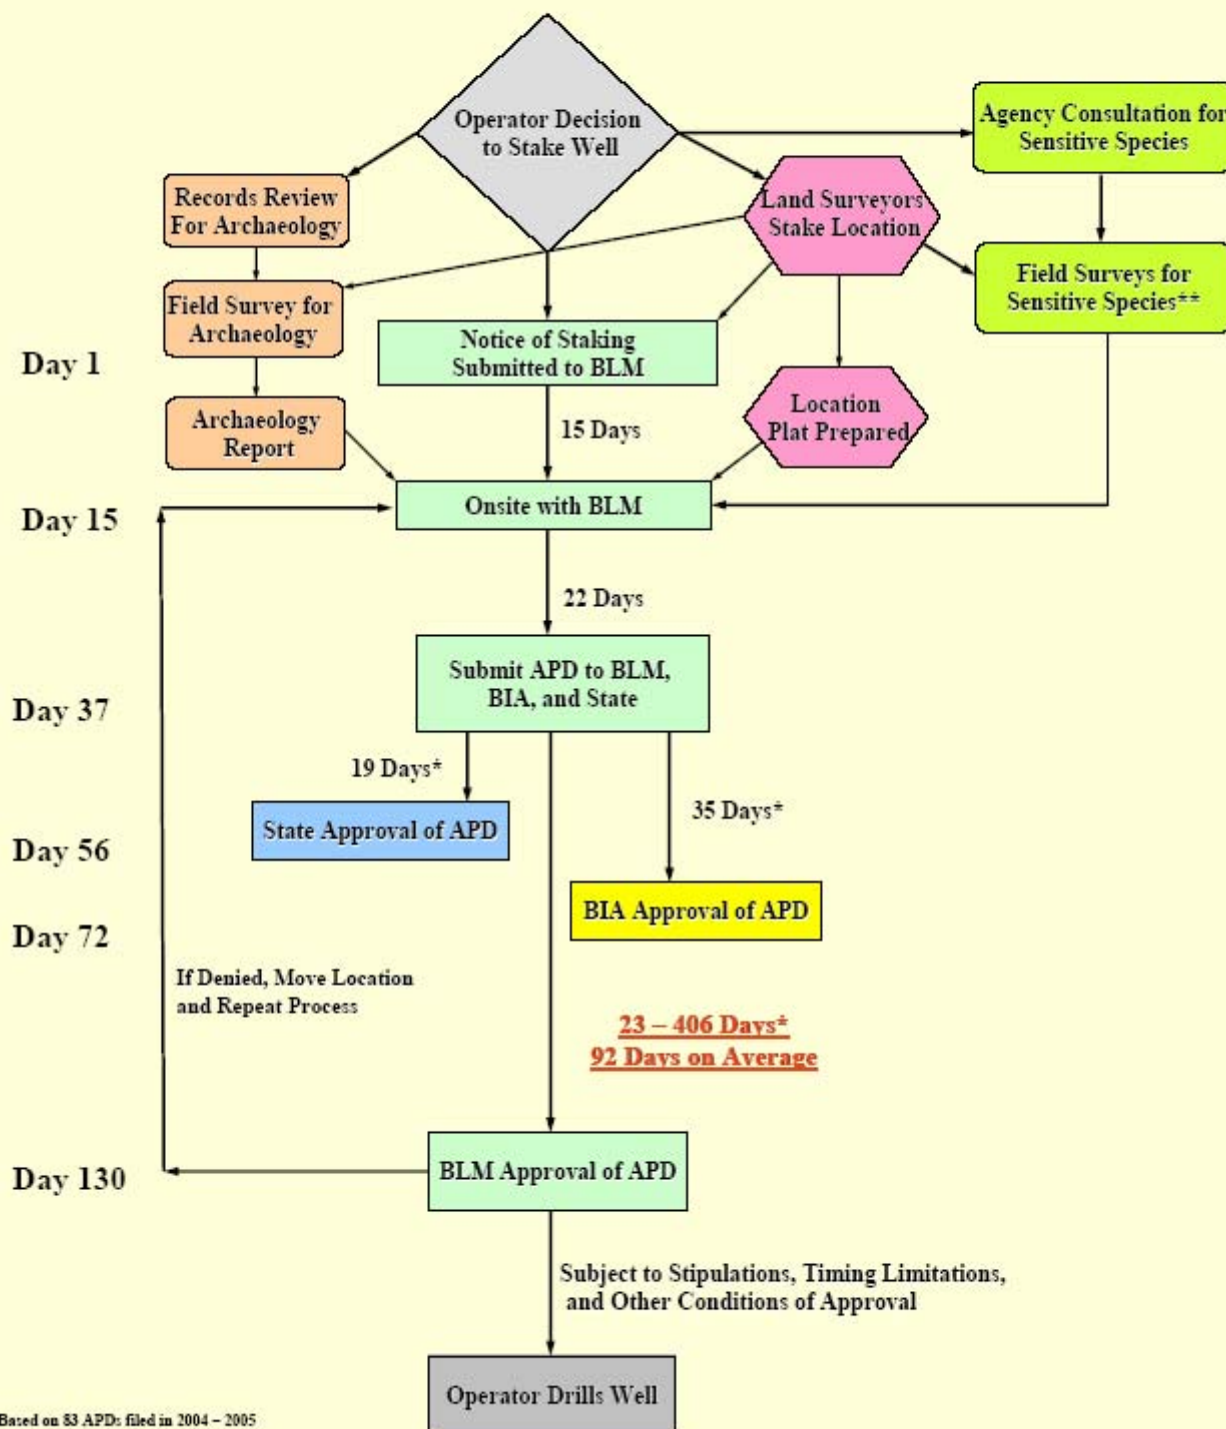 Operator Decision
to Stake Well
Agency Consultation for
Sensitive Species
Records Review
For Archaeology
Land Surveyors
Stake Location
Field Survey for
Archaeology
Field Surveys for
Sensitive Species**
Day 1
Notice of Staking
Submitted to BLM
Archaeology
Report
15 Days
Location
Plat Prepared
Day 15
Onsite with BLM
22 Days
Submit APD to BLM,
BIA, and State
Day 37
19 Days*
35 Days*
State Approval of APD
Day 56
BIA Approval of APD
Day 72
If Denied, Move Location
and Repeat Process
23 – 406 Days*
92 Days on Average
BLM Approval of APD
Day 130
Subject to Stipulations, Timing Limitations,
and Other Conditions of Approval
Operator Drills Well
Based on 83 APDs filed in 2004 – 2005